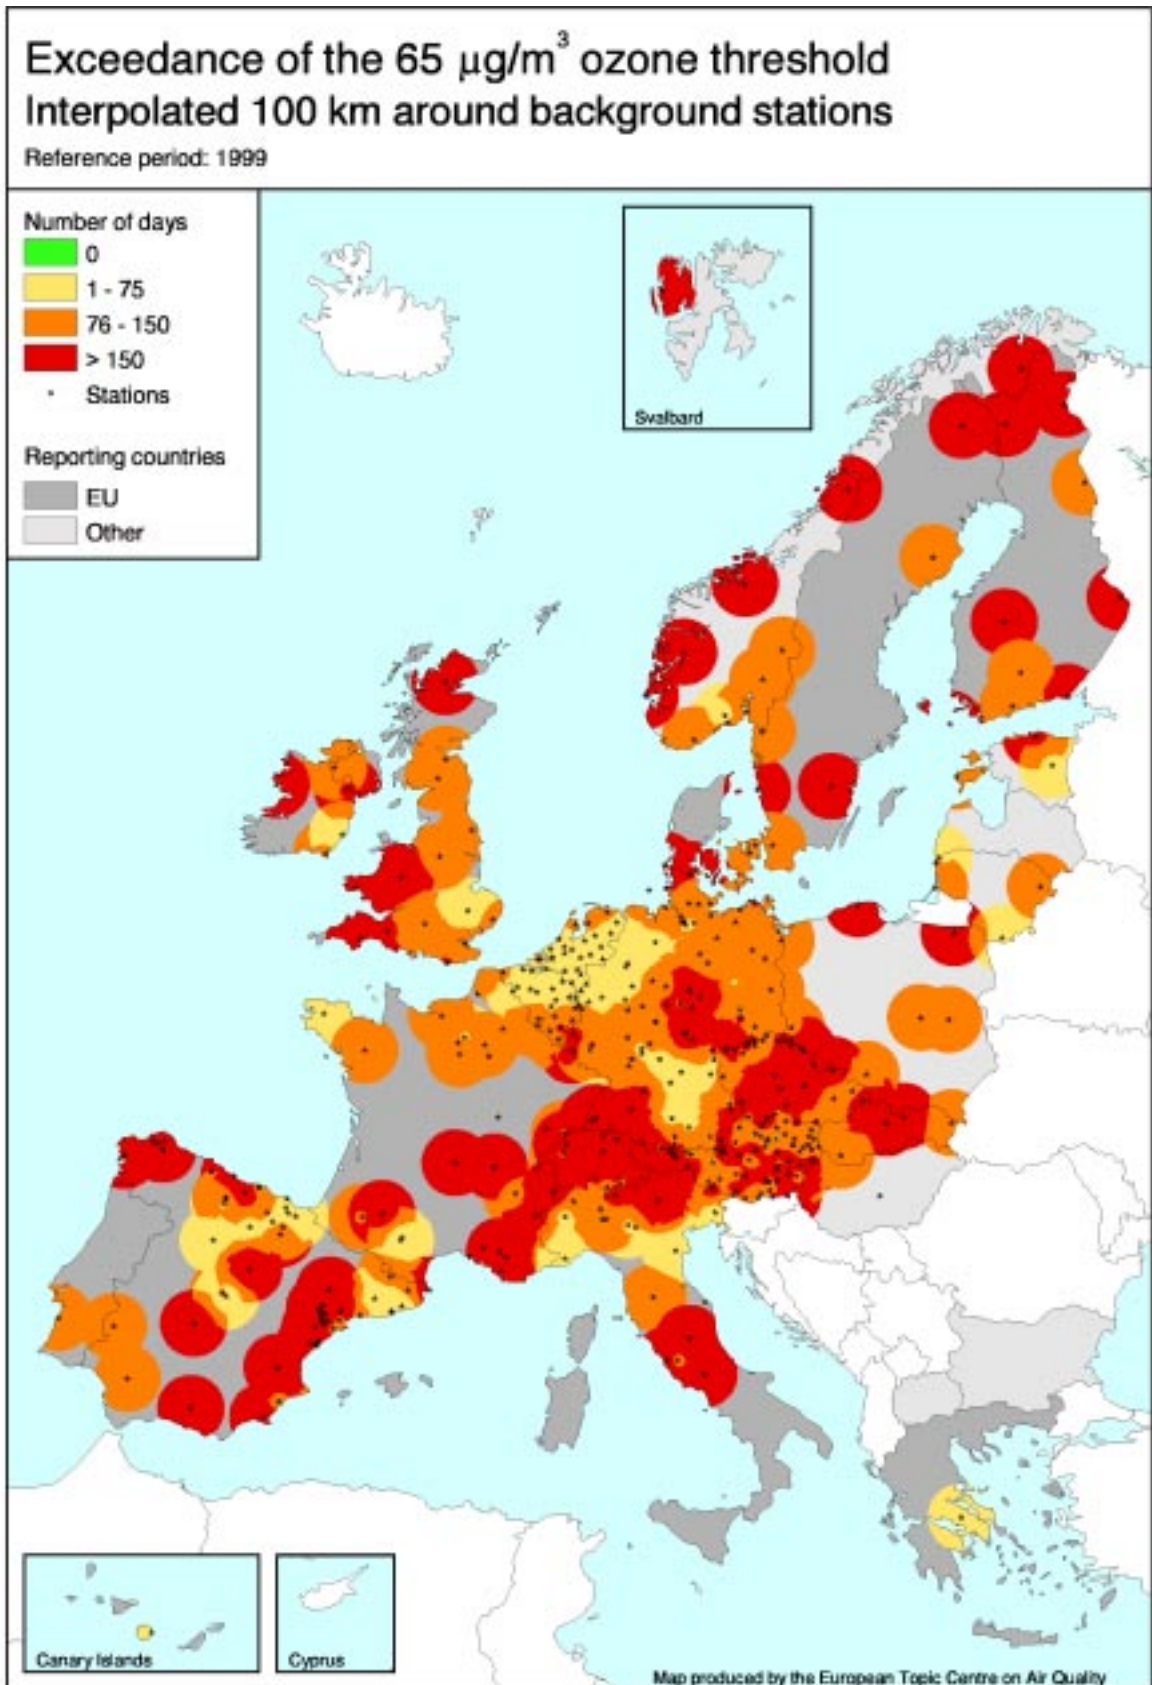 Exceedance of the 65 μg/m³ ozone threshold
Interpolated 100 km around background stations
Reference period: 1999
Number of days
0
1 - 75
76 - 150
> 150
Stations
Reporting countries
EU
Other
Svalbard
Canary Islands
Cyprus
Map produced by the European Topic Centre on Air Quality